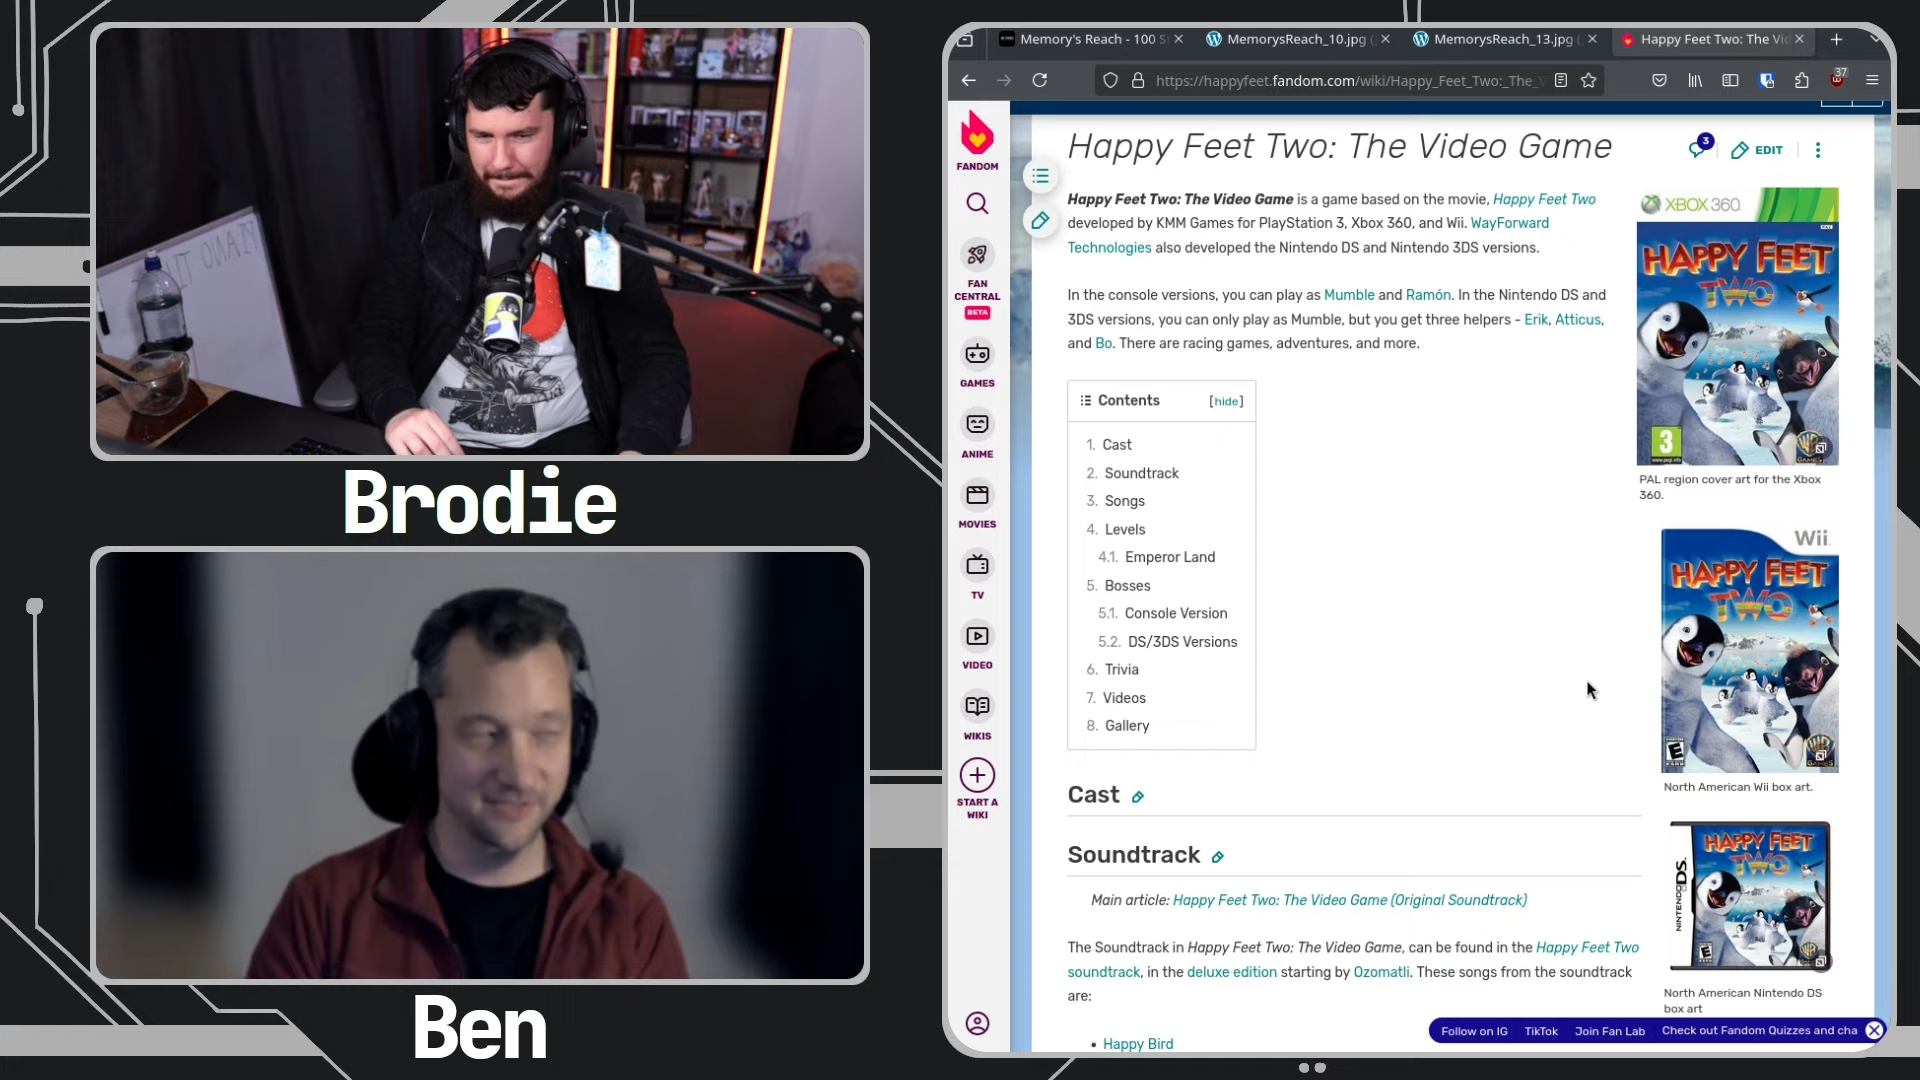 Memory's Reach - 100 S
MemorysReach_10.jpg (
MemorysReach_13.jpg (
Happy Feet Two: The Vid
https://happyfeet.fandom.com/wiki/Happy_Feet_Two:_The_V
37
FANDOM
FAN CENTRAL
BETA
GAMES
ANIME
MOVIES
TV
VIDEO
WIKIS
START A WIKI
Happy Feet Two: The Video Game
3
EDIT
Happy Feet Two: The Video Game is a game based on the movie, Happy Feet Two
developed by KMM Games for PlayStation 3, Xbox 360, and Wii. WayForward
Technologies also developed the Nintendo DS and Nintendo 3DS versions.
In the console versions, you can play as Mumble and Ramón. In the Nintendo DS and
3DS versions, you can only play as Mumble, but you get three helpers - Erik, Atticus,
and Bo. There are racing games, adventures, and more.
Contents [hide]
1. Cast
2. Soundtrack
3. Songs
4. Levels
4.1. Emperor Land
5. Bosses
5.1. Console Version
5.2. DS/3DS Versions
6. Trivia
7. Videos
8. Gallery
Cast
Soundtrack
Main article: Happy Feet Two: The Video Game (Original Soundtrack)
The Soundtrack in Happy Feet Two: The Video Game, can be found in the Happy Feet Two
soundtrack, in the deluxe edition starting by Ozomatli. These songs from the soundtrack
are:
• Happy Bird
XBOX 360
PAL
HAPPY FEET
TWO
3
WB
GAMES
PAL region cover art for the Xbox
360.
Wii
HAPPY FEET
TWO
E
North American Wii box art.
NINTENDO DS
HAPPY FEET
TWO
E
North American Nintendo DS
box art
Follow on IG TikTok Join Fan Lab Check out Fandom Quizzes and cha
Brodie
Ben